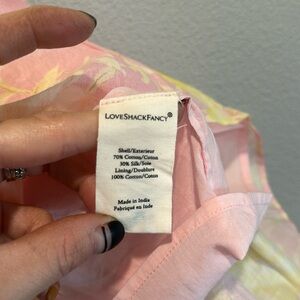 LoveShackFancy®
Shell/Exterieur
70% Cotton/Coton
30% Silk/Soie
Lining/Doublure
100% Cotton/Coton
Made in India
Fabriqué en Inde